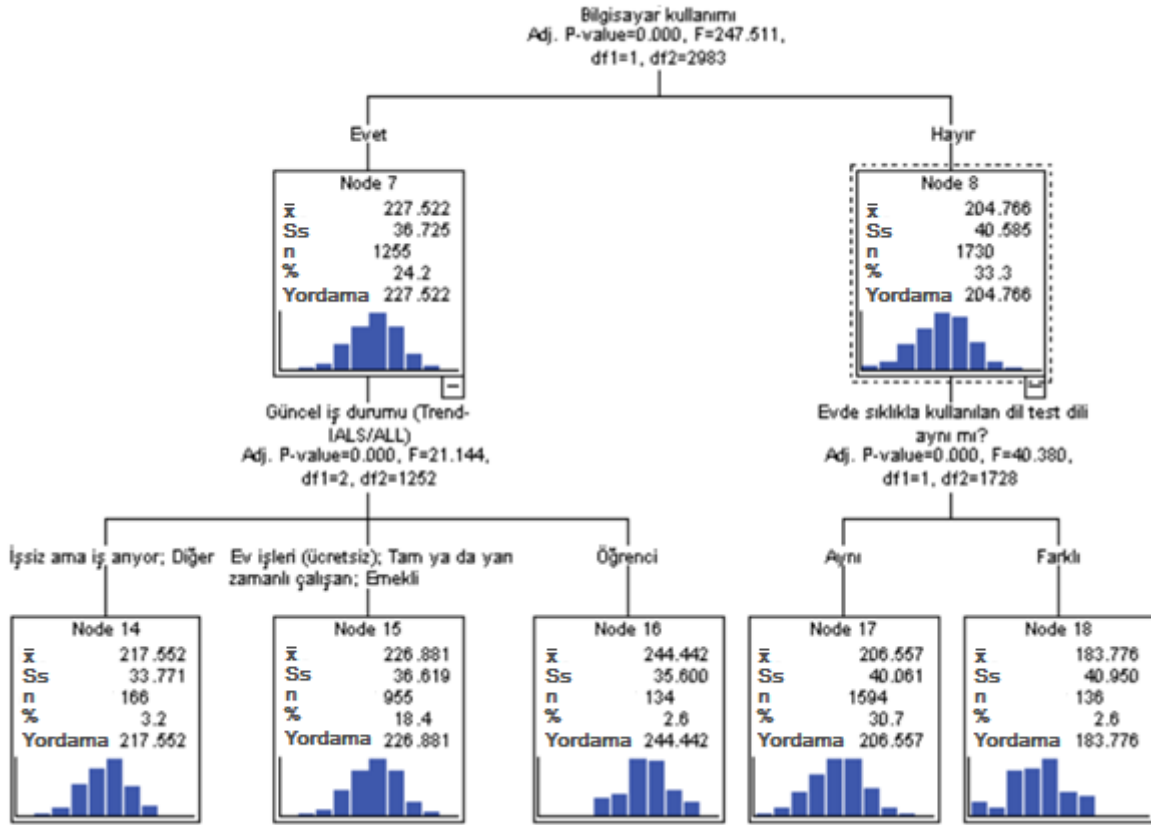 Bilgisayar kullanımı
Adj. P-value=0.000, F=247.511,
df1=1, df2=2983
Evet
Hayır
Node 7
x̄ 227.522
Ss 36.725
n 1255
% 24.2
Yordama 227.522
Node 8
x̄ 204.766
Ss 40.585
n 1730
% 33.3
Yordama 204.766
Güncel iş durumu (Trend-
IALS/ALL)
Adj. P-value=0.000, F=21.144,
df1=2, df2=1252
Evde sıklıkla kullanılan dil test dili
aynı mı?
Adj. P-value=0.000, F=40.380,
df1=1, df2=1728
İşsiz ama iş arıyor; Diğer
Ev işleri (ücretsiz); Tam ya da yarı
zamanlı çalışan; Emekli
Öğrenci
Aynı
Farklı
Node 14
x̄ 217.552
Ss 33.771
n 166
% 3.2
Yordama 217.552
Node 15
x̄ 226.881
Ss 36.619
n 955
% 18.4
Yordama 226.881
Node 16
x̄ 244.442
Ss 35.600
n 134
% 2.6
Yordama 244.442
Node 17
x̄ 206.557
Ss 40.061
n 1594
% 30.7
Yordama 206.557
Node 18
x̄ 183.776
Ss 40.950
n 136
% 2.6
Yordama 183.776